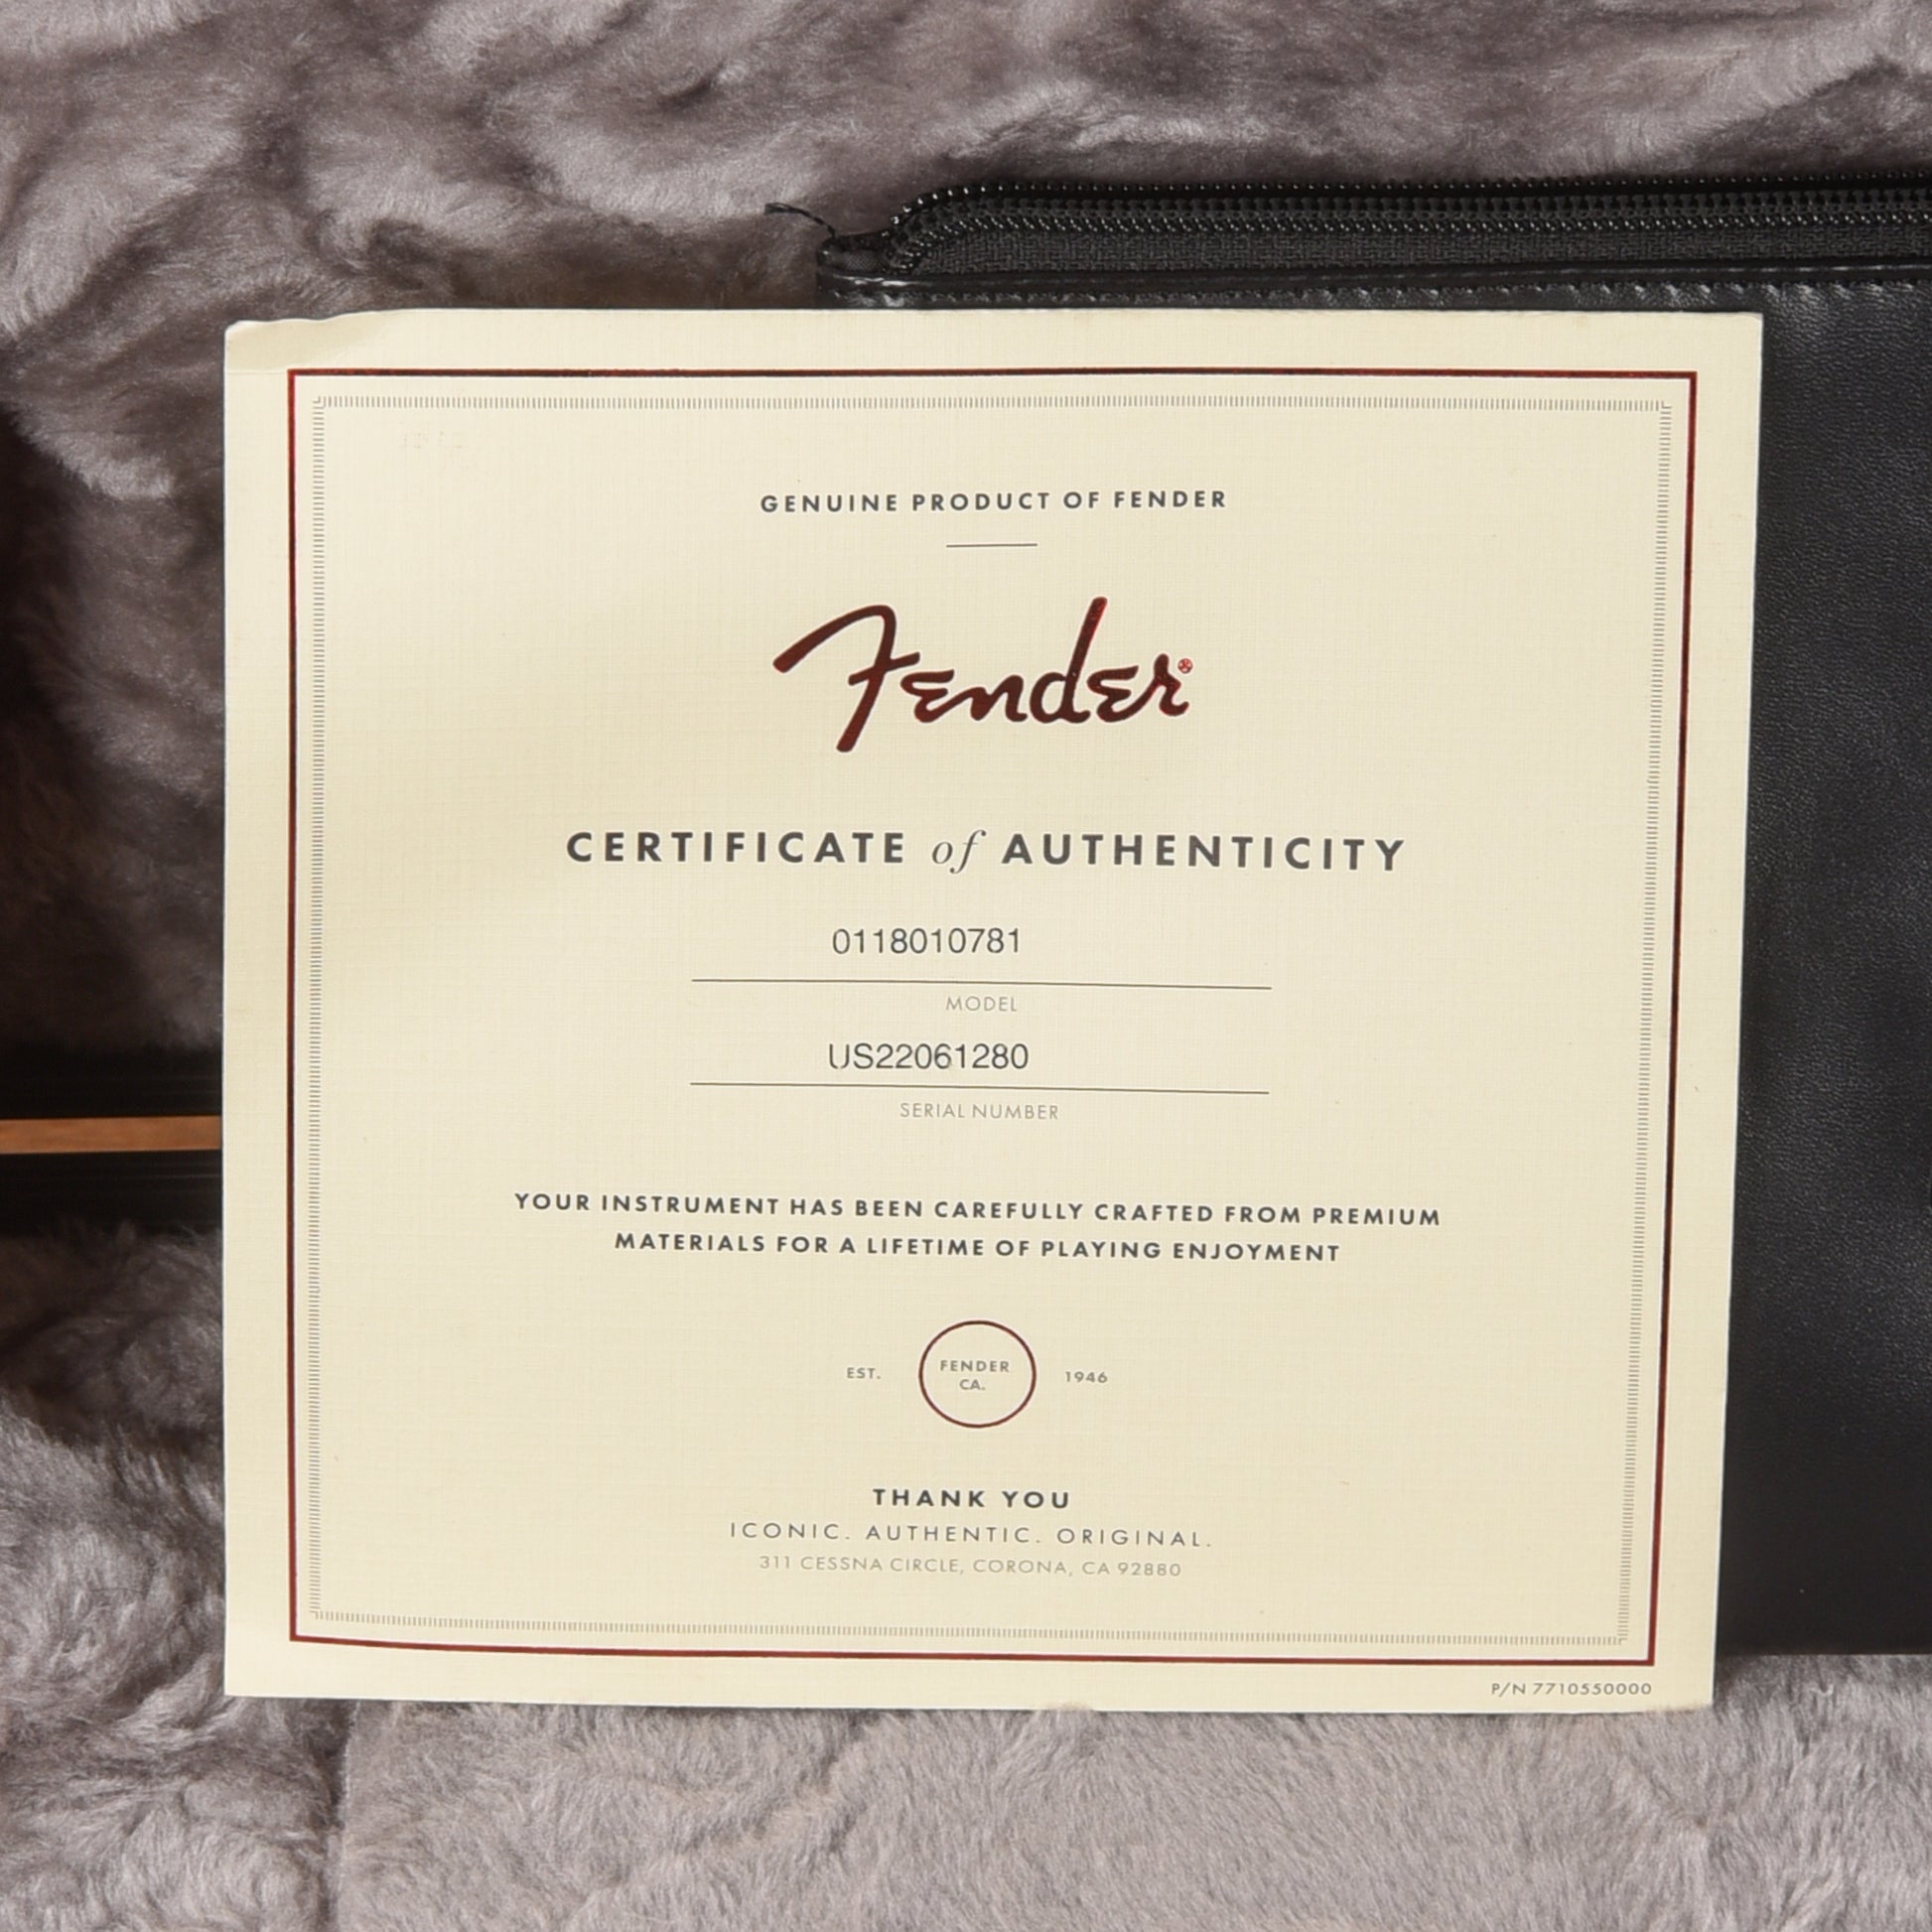 GENUINE PRODUCT OF FENDER
Fender®
CERTIFICATE of AUTHENTICITY
0118010781
MODEL
US22061280
SERIAL NUMBER
YOUR INSTRUMENT HAS BEEN CAREFULLY CRAFTED FROM PREMIUM
MATERIALS FOR A LIFETIME OF PLAYING ENJOYMENT
EST. FENDER CA. 1946
THANK YOU
ICONIC. AUTHENTIC. ORIGINAL.
311 CESSNA CIRCLE, CORONA, CA 92880
P/N 7710550000